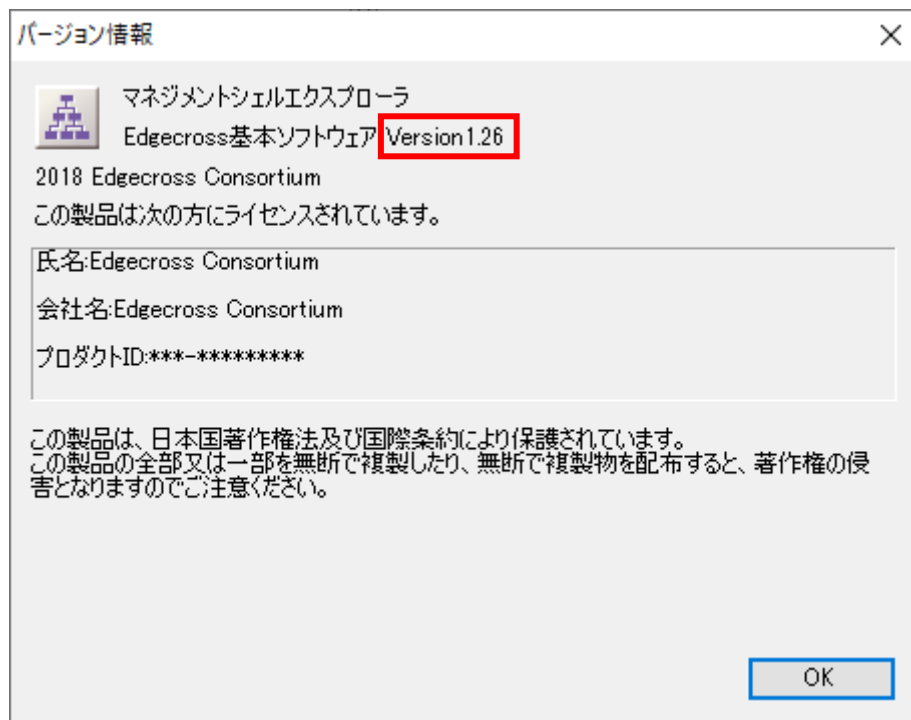 バージョン情報
マネジメントシェルエクスプローラ
Edgecross基本ソフトウェア Version1.26
2018 Edgecross Consortium
この製品は次の方にライセンスされています。
氏名:Edgecross Consortium
会社名:Edgecross Consortium
プロダクトID:***-*********
この製品は、日本国著作権法及び国際条約により保護されています。
この製品の全部又は一部を無断で複製したり、無断で複製物を配布すると、著作権の侵
害となりますのでご注意ください。
OK